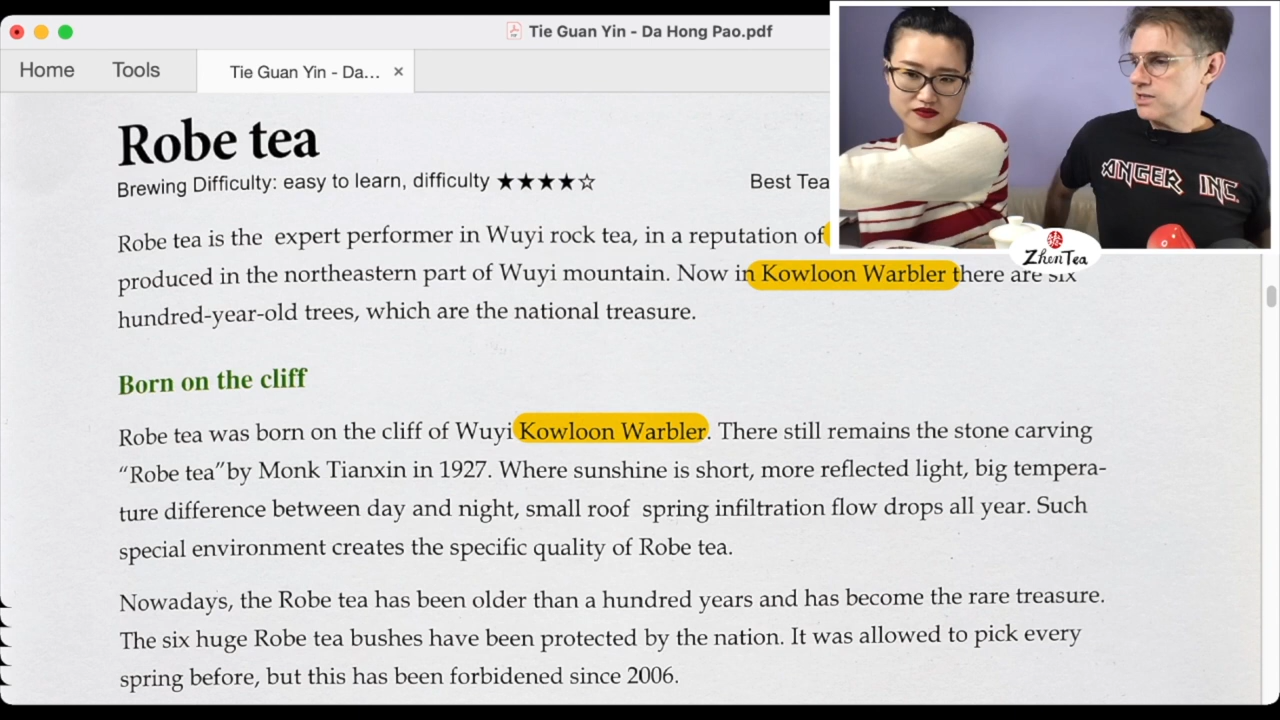 Tie Guan Yin - Da Hong Pao.pdf
Home Tools Tie Guan Yin - Da... ×
ANGER INC.
ZhenTea
Robe tea
Brewing Difficulty: easy to learn, difficulty ★★★★☆ Best Tea
Robe tea is the expert performer in Wuyi rock tea, in a reputation of
produced in the northeastern part of Wuyi mountain. Now in Kowloon Warbler there are six
hundred-year-old trees, which are the national treasure.
Born on the cliff
Robe tea was born on the cliff of Wuyi Kowloon Warbler. There still remains the stone carving
“Robe tea”by Monk Tianxin in 1927. Where sunshine is short, more reflected light, big tempera-
ture difference between day and night, small roof spring infiltration flow drops all year. Such
special environment creates the specific quality of Robe tea.
Nowadays, the Robe tea has been older than a hundred years and has become the rare treasure.
The six huge Robe tea bushes have been protected by the nation. It was allowed to pick every
spring before, but this has been forbidened since 2006.